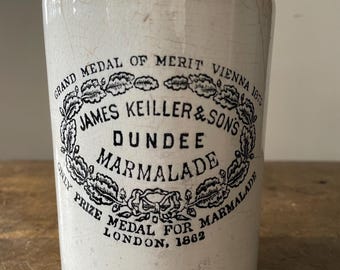 GRAND MEDAL OF MERIT VIENNA 1873
JAMES KEILLER & SONS
DUNDEE
MARMALADE
ONLY PRIZE MEDAL FOR MARMALADE
LONDON, 1862